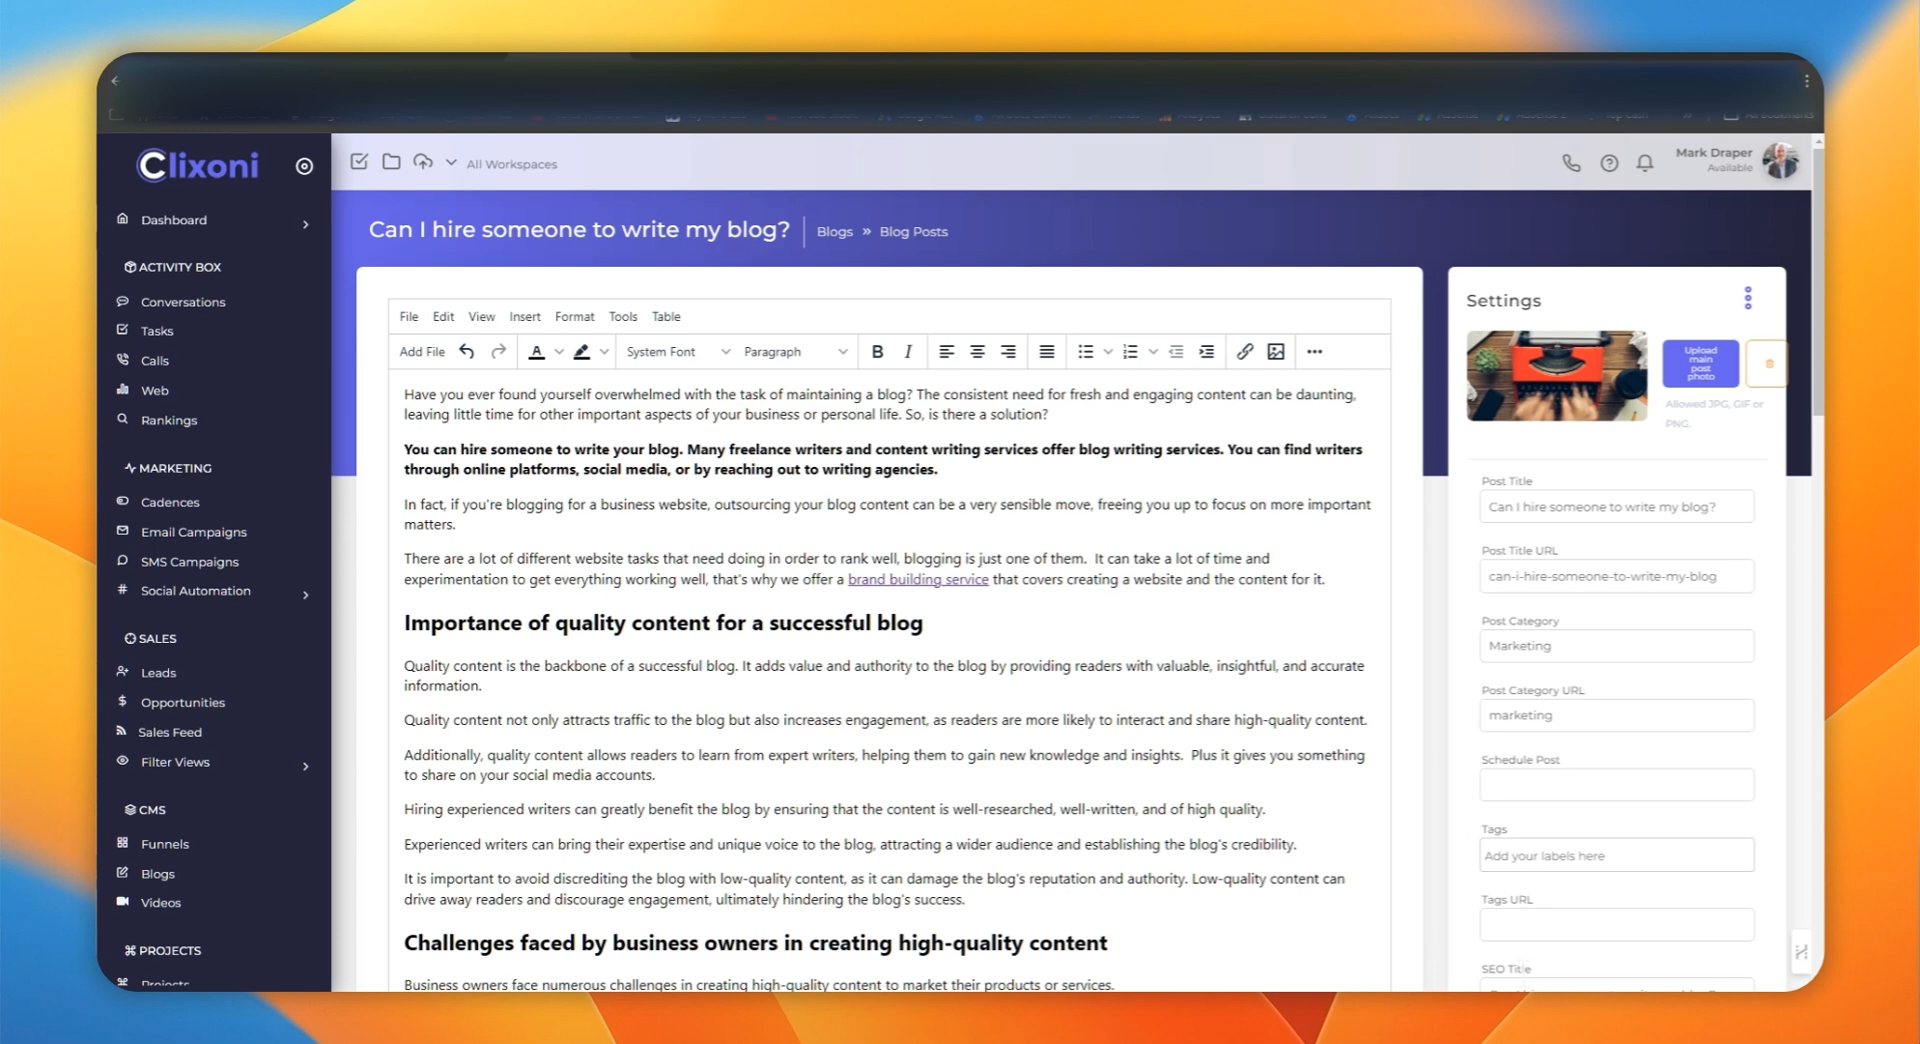 Clixoni
All Workspaces
Mark Draper
Available
Dashboard
ACTIVITY BOX
Conversations
Tasks
Calls
Web
Rankings
MARKETING
Cadences
Email Campaigns
SMS Campaigns
Social Automation
SALES
Leads
Opportunities
Sales Feed
Filter Views
CMS
Funnels
Blogs
Videos
PROJECTS
Projects
Can I hire someone to write my blog?
Blogs » Blog Posts
File Edit View Insert Format Tools Table
Add File System Font Paragraph B I
Have you ever found yourself overwhelmed with the task of maintaining a blog? The consistent need for fresh and engaging content can be daunting,
leaving little time for other important aspects of your business or personal life. So, is there a solution?
You can hire someone to write your blog. Many freelance writers and content writing services offer blog writing services. You can find writers
through online platforms, social media, or by reaching out to writing agencies.
In fact, if you're blogging for a business website, outsourcing your blog content can be a very sensible move, freeing you up to focus on more important
matters.
There are a lot of different website tasks that need doing in order to rank well, blogging is just one of them. It can take a lot of time and
experimentation to get everything working well, that's why we offer a brand building service that covers creating a website and the content for it.
Importance of quality content for a successful blog
Quality content is the backbone of a successful blog. It adds value and authority to the blog by providing readers with valuable, insightful, and accurate
information.
Quality content not only attracts traffic to the blog but also increases engagement, as readers are more likely to interact and share high-quality content.
Additionally, quality content allows readers to learn from expert writers, helping them to gain new knowledge and insights. Plus it gives you something
to share on your social media accounts.
Hiring experienced writers can greatly benefit the blog by ensuring that the content is well-researched, well-written, and of high quality.
Experienced writers can bring their expertise and unique voice to the blog, attracting a wider audience and establishing the blog's credibility.
It is important to avoid discrediting the blog with low-quality content, as it can damage the blog's reputation and authority. Low-quality content can
drive away readers and discourage engagement, ultimately hindering the blog's success.
Challenges faced by business owners in creating high-quality content
Business owners face numerous challenges in creating high-quality content to market their products or services.
Settings
Upload
main
post
photo
Allowed JPG, GIF or
PNG.
Post Title
Can I hire someone to write my blog?
Post Title URL
can-i-hire-someone-to-write-my-blog
Post Category
Marketing
Post Category URL
marketing
Schedule Post
Tags
Add your labels here
Tags URL
SEO Title